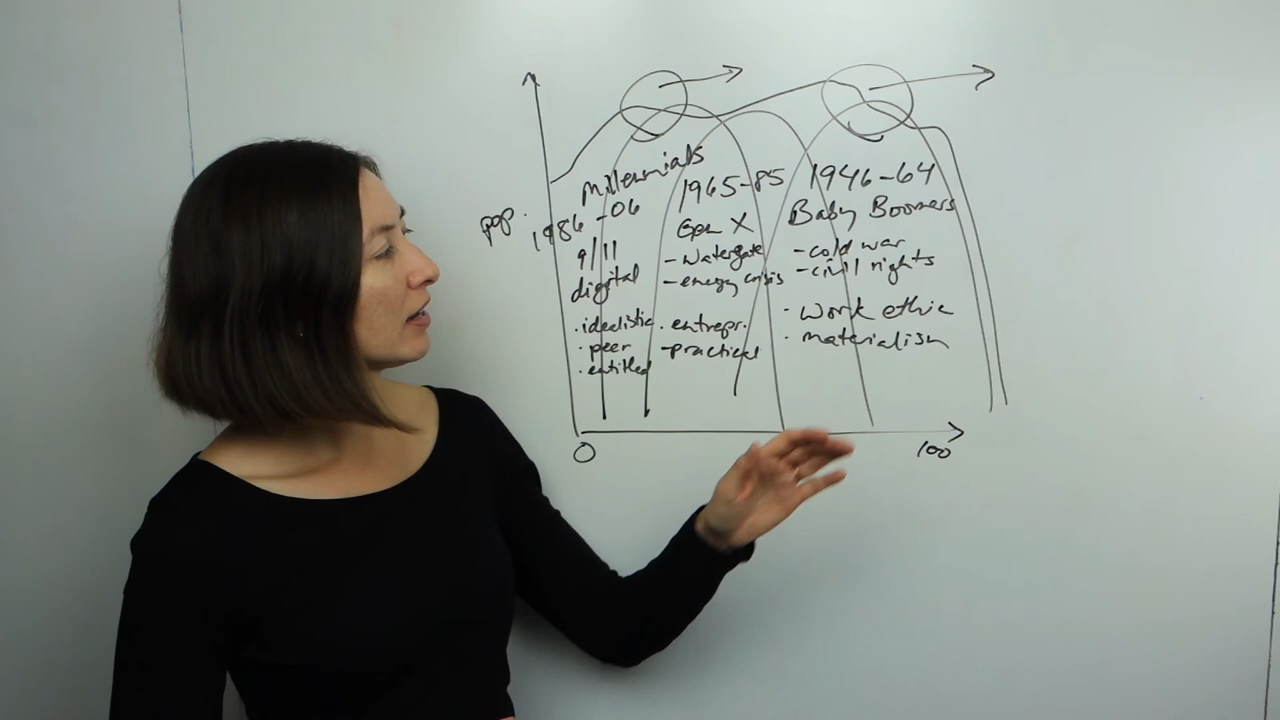 pop.
Millennials
1986-06
9/11
digital
· idealistic
· peer
· entitled
1965-85
Gen X
- Watergate
- energy crisis
· entrepr.
- practical
1946-64
Baby Boomers
- cold war
- civil rights
· work ethic
· materialism
0
100